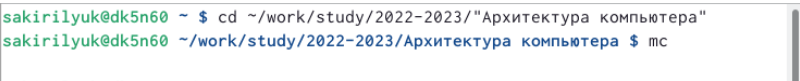 sakirilyuk@dk5n60 ~ $ cd ~/work/study/2022-2023/"Архитектура компьютера"
sakirilyuk@dk5n60 ~/work/study/2022-2023/Архитектура компьютера $ mc